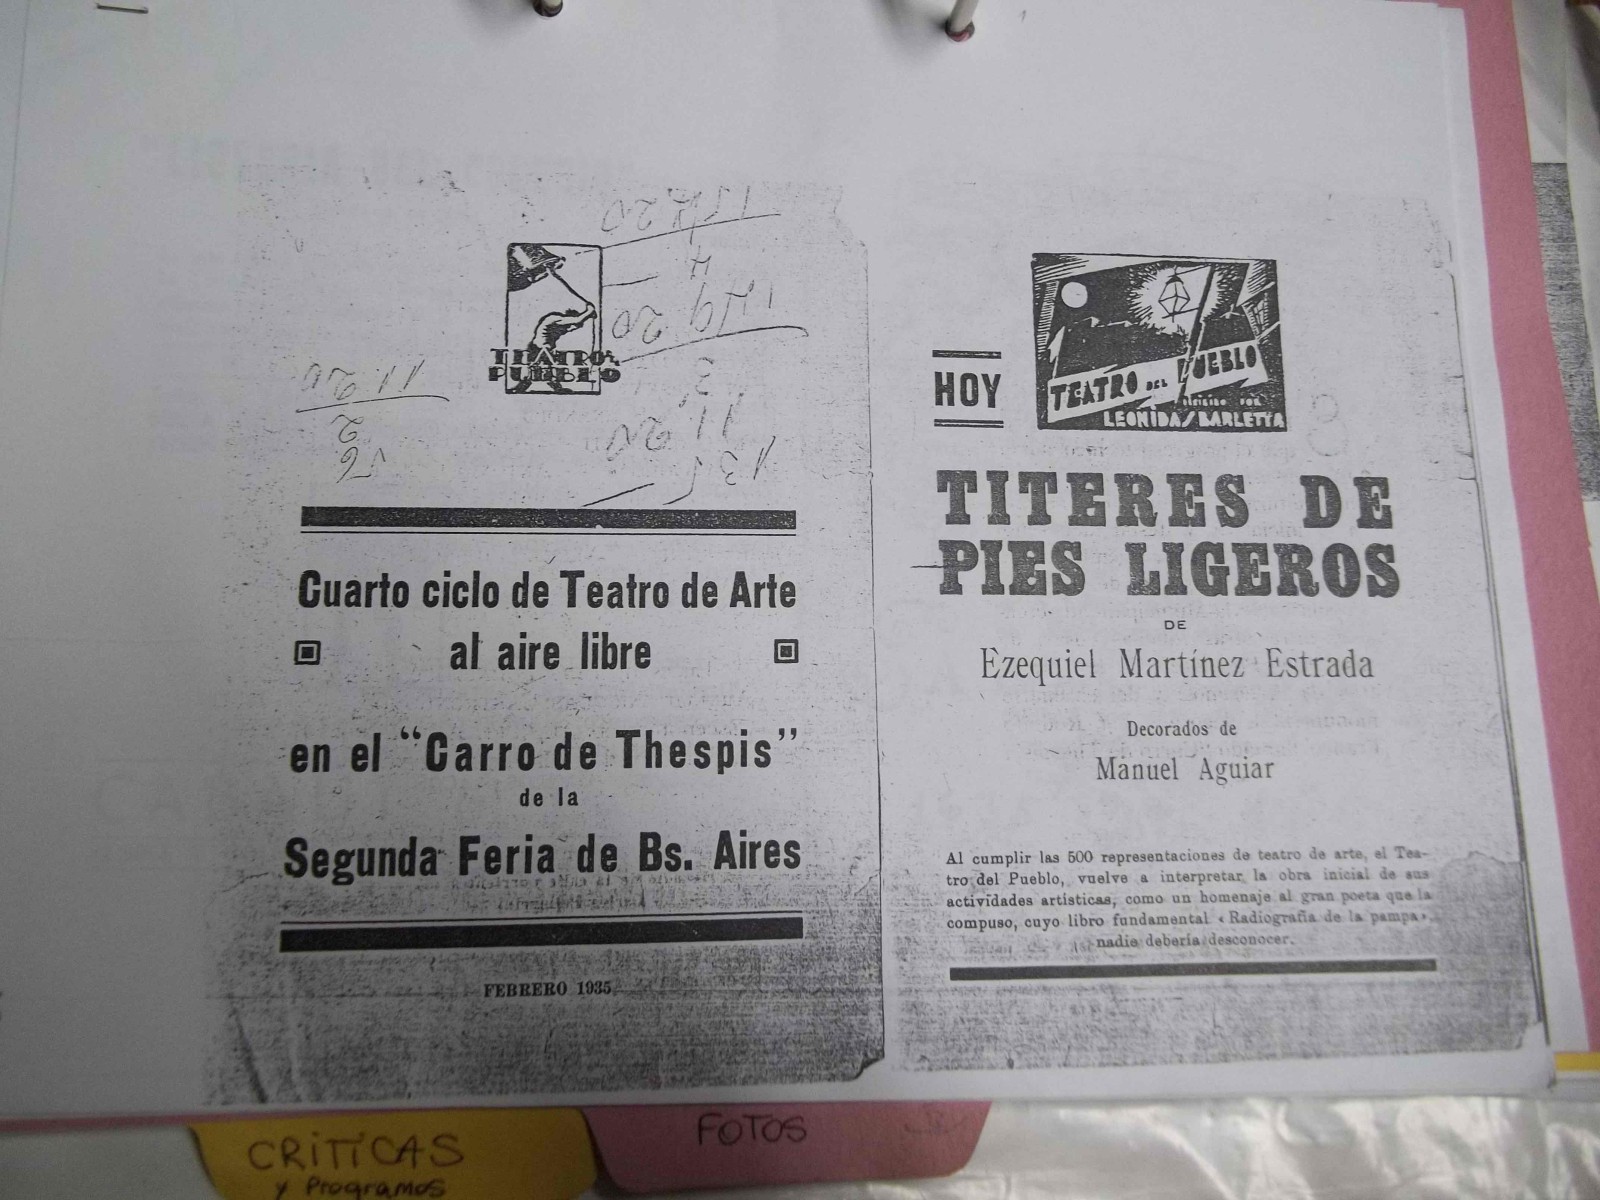 TEATRO DEL
PUEBLO
Cuarto ciclo de Teatro de Arte
al aire libre
en el “Carro de Thespis”
de la
Segunda Feria de Bs. Aires
FEBRERO 1935
HOY
TEATRO DEL PUEBLO
DIRIGIDO POR
LEONIDAS BARLETTA
TITERES DE
PIES LIGEROS
DE
Ezequiel Martínez Estrada
Decorados de
Manuel Aguiar
Al cumplir las 500 representaciones de teatro de arte, el Tea-
tro del Pueblo, vuelve a interpretar la obra inicial de sus
actividades artísticas, como un homenaje al gran poeta que la
compuso, cuyo libro fundamental «Radiografía de la pampa»,
nadie debería desconocer.
CRITICAS
y Programas
FOTOS